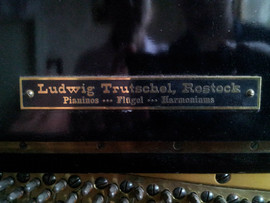 Ludwig Trutschel, Rostock
Pianinos ••• Flügel ••• Harmoniums